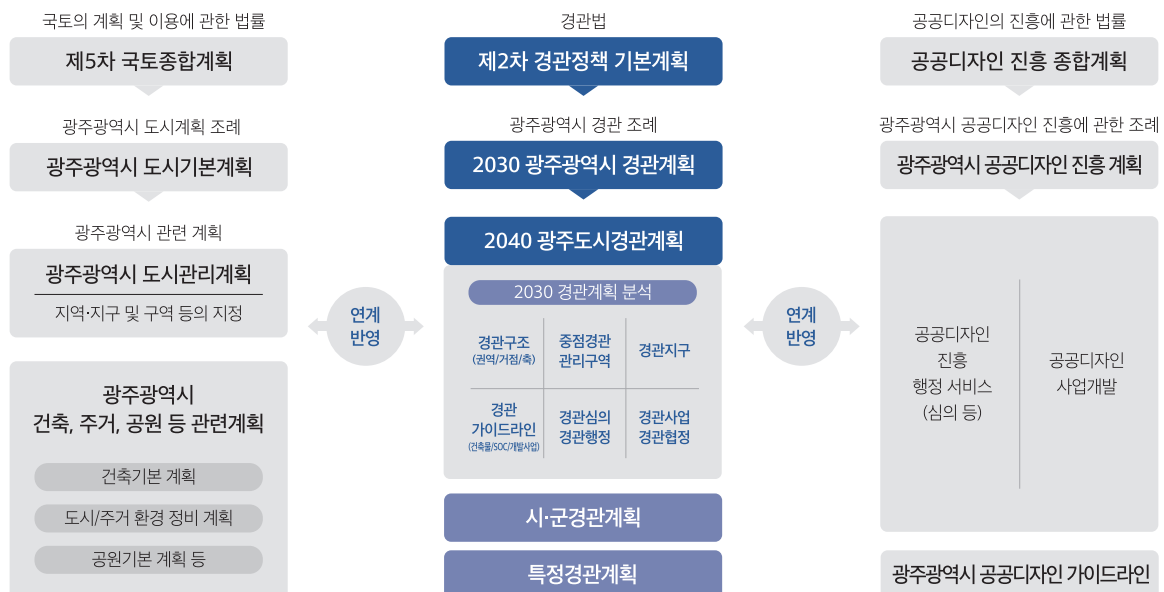 국토의 계획 및 이용에 관한 법률
제5차 국토종합계획
광주광역시 도시계획 조례
광주광역시 도시기본계획
광주광역시 관련 계획
광주광역시 도시관리계획
지역·지구 및 구역 등의 지정
광주광역시
건축, 주거, 공원 등 관련계획
건축기본 계획
도시/주거 환경 정비 계획
공원기본 계획 등
연계
반영
경관법
제2차 경관정책 기본계획
광주광역시 경관 조례
2030 광주광역시 경관계획
2040 광주도시경관계획
2030 경관계획 분석
경관구조
(권역/거점/축)
중점경관
관리구역
경관지구
경관
가이드라인
(건축물/SOC/개발사업)
경관심의
경관행정
경관사업
경관협정
시·군경관계획
특정경관계획
연계
반영
공공디자인의 진흥에 관한 법률
공공디자인 진흥 종합계획
광주광역시 공공디자인 진흥에 관한 조례
광주광역시 공공디자인 진흥 계획
공공디자인
진흥
행정 서비스
(심의 등)
공공디자인
사업개발
광주광역시 공공디자인 가이드라인